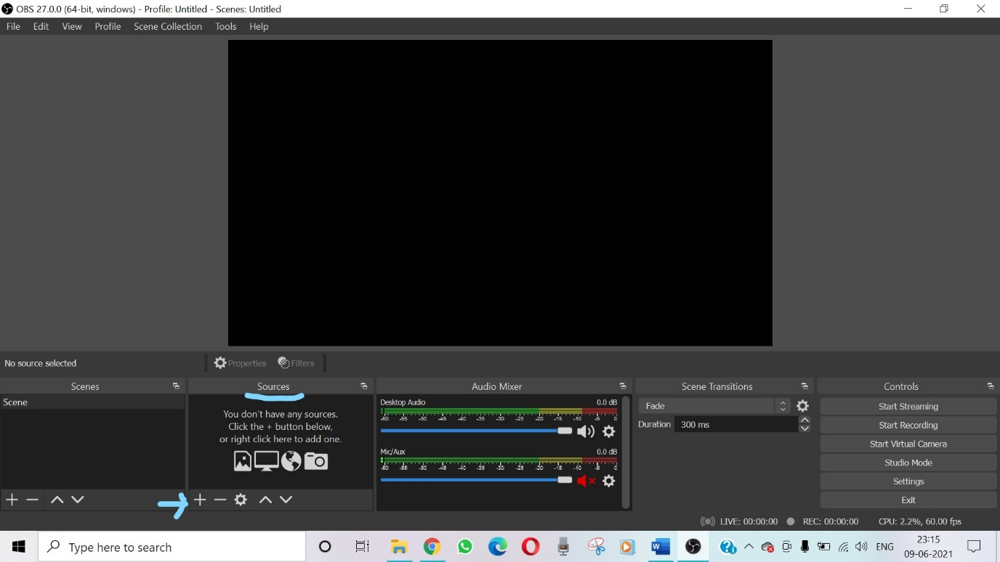 OBS 27.0.0 (64-bit, windows) - Profile: Untitled - Scenes: Untitled
File Edit View Profile Scene Collection Tools Help
No source selected
Properties Filters
Scenes
Scene
Sources
You don't have any sources.
Click the + button below,
or right click here to add one.
Audio Mixer
Desktop Audio 0.0 dB
-60 -55 -50 -45 -40 -35 -30 -25 -20 -15 -10 -5 0
Mic/Aux 0.0 dB
-60 -55 -50 -45 -40 -35 -30 -25 -20 -15 -10 -5 0
Scene Transitions
Fade
Duration 300 ms
Controls
Start Streaming
Start Recording
Start Virtual Camera
Studio Mode
Settings
Exit
LIVE: 00:00:00 REC: 00:00:00 CPU: 2.2%, 60.00 fps
Type here to search
ENG
23:15
09-06-2021